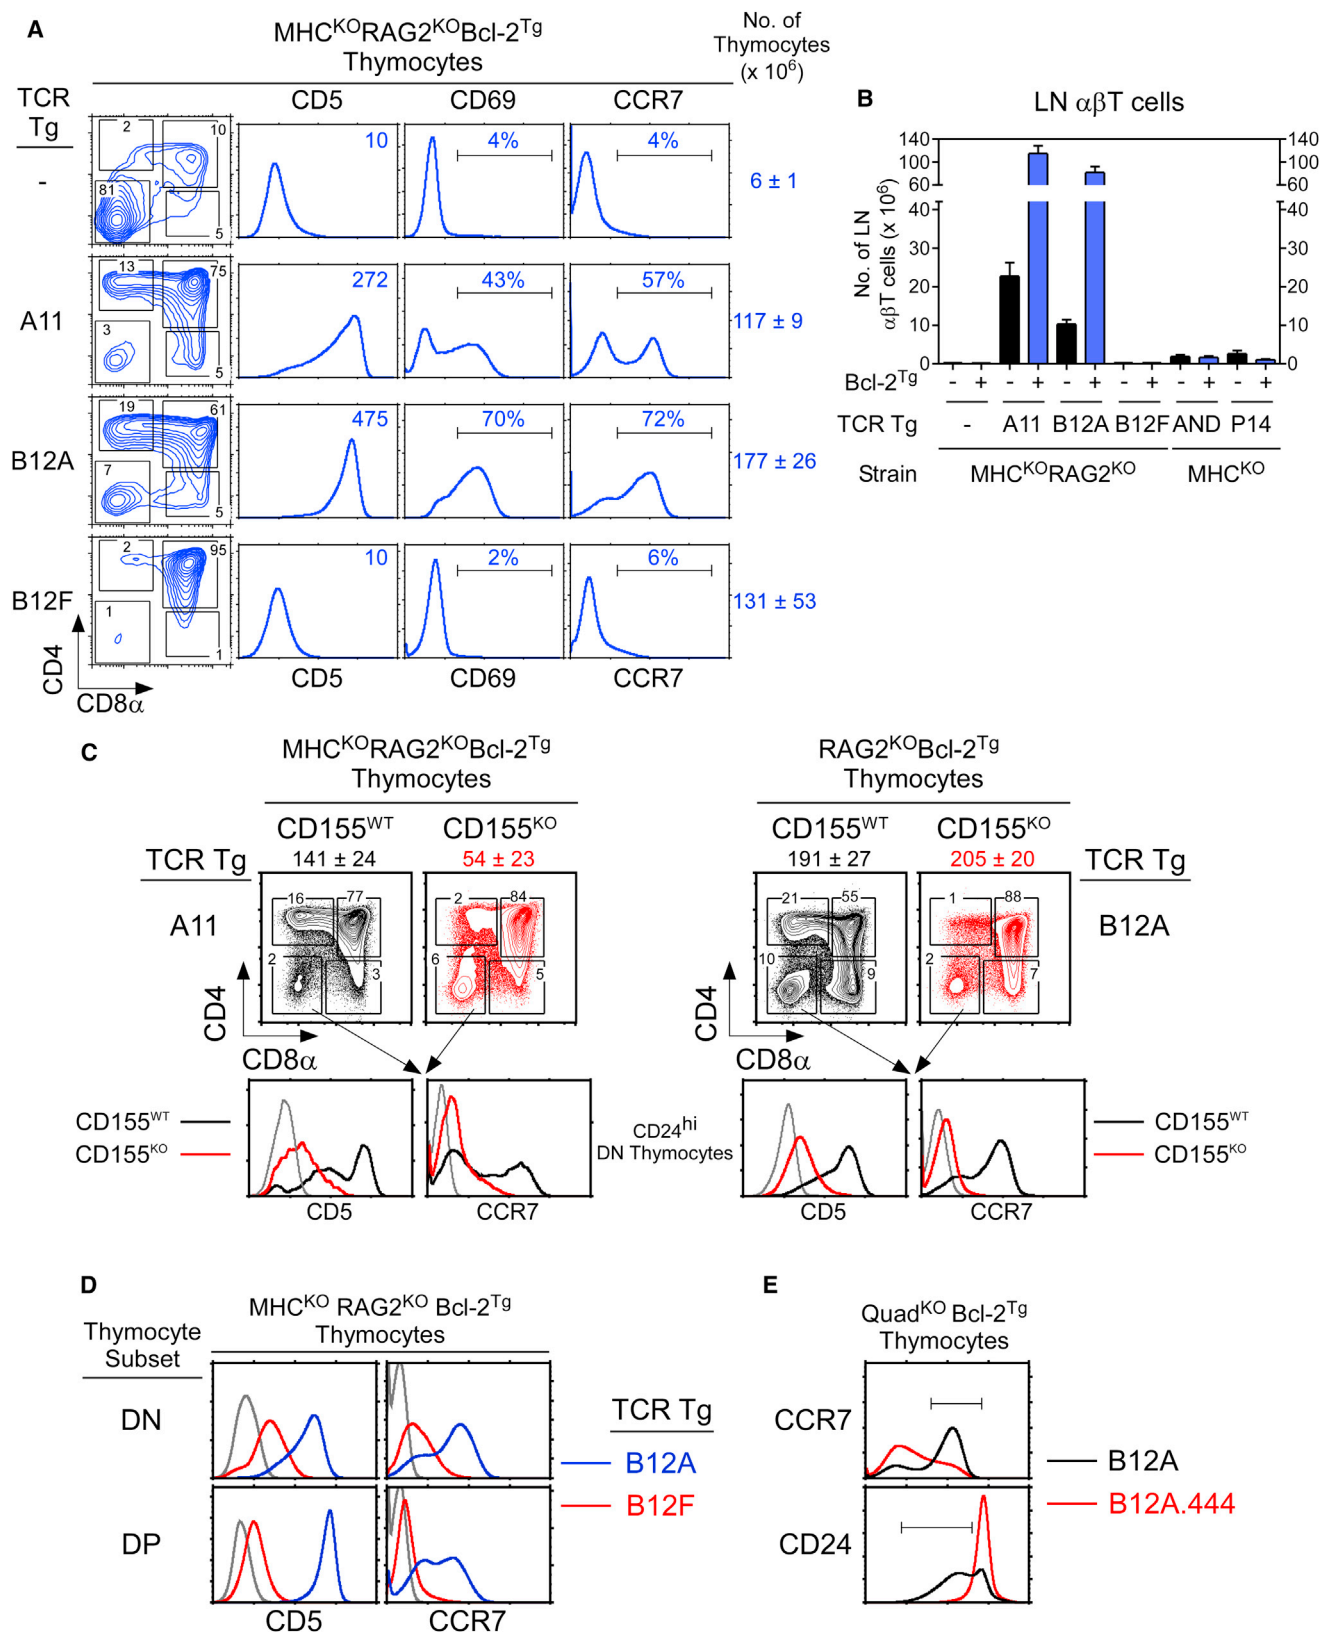 A
MHC^KO RAG2^KO Bcl-2^Tg
Thymocytes
No. of
Thymocytes
(x 10^6)
TCR
Tg
CD5
CD69
CCR7
-
2
10
81
5
10
4%
4%
6 ± 1
A11
13
75
3
5
272
43%
57%
117 ± 9
B12A
19
61
7
5
475
70%
72%
177 ± 26
B12F
2
95
1
1
10
2%
6%
131 ± 53
CD4
CD8α
CD5
CD69
CCR7
B
LN αβT cells
No. of LN
αβT cells (x 10^6)
140
100
60
40
30
20
10
0
140
100
60
40
30
20
10
0
Bcl-2^Tg - + - + - + - + - + - +
TCR Tg - A11 B12A B12F AND P14
Strain MHC^KO RAG2^KO MHC^KO
C
MHC^KO RAG2^KO Bcl-2^Tg
Thymocytes
CD155^WT CD155^KO
TCR Tg 141 ± 24 54 ± 23
A11
16 77
2 3
2 84
6 5
CD4
CD8α
RAG2^KO Bcl-2^Tg
Thymocytes
CD155^WT CD155^KO
191 ± 27 205 ± 20 TCR Tg
B12A
21 55
10 9
1 88
2 7
CD4
CD8α
CD155^WT
CD155^KO
CD5
CCR7
CD24^hi
DN Thymocytes
CD5
CCR7
CD155^WT
CD155^KO
D
MHC^KO RAG2^KO Bcl-2^Tg
Thymocytes
Thymocyte
Subset
DN
DP
CD5
CCR7
TCR Tg
B12A
B12F
E
Quad^KO Bcl-2^Tg
Thymocytes
CCR7
CD24
B12A
B12A.444